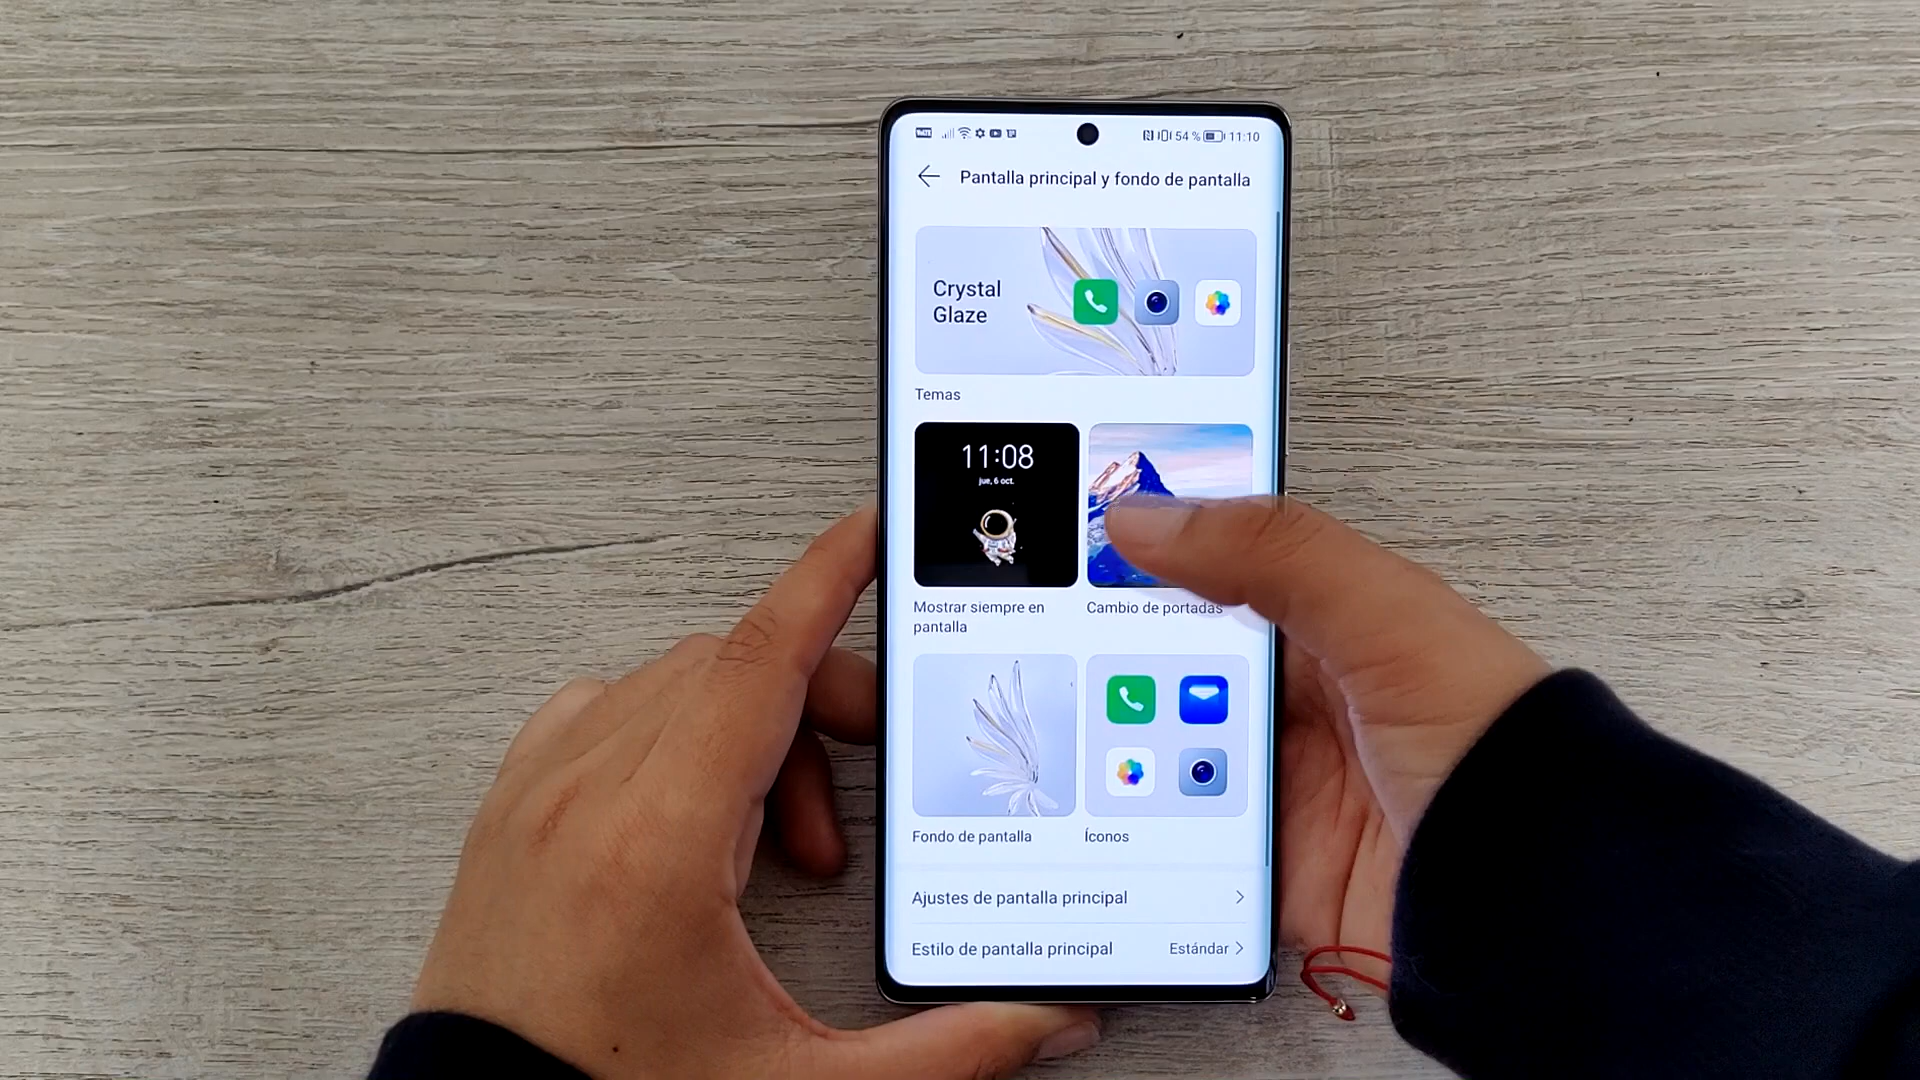 54 % 11:10
Pantalla principal y fondo de pantalla
Crystal
Glaze
Temas
11:08
jue, 6 oct.
Mostrar siempre en
pantalla
Cambio de portadas
Fondo de pantalla
Íconos
Ajustes de pantalla principal
Estilo de pantalla principal Estándar